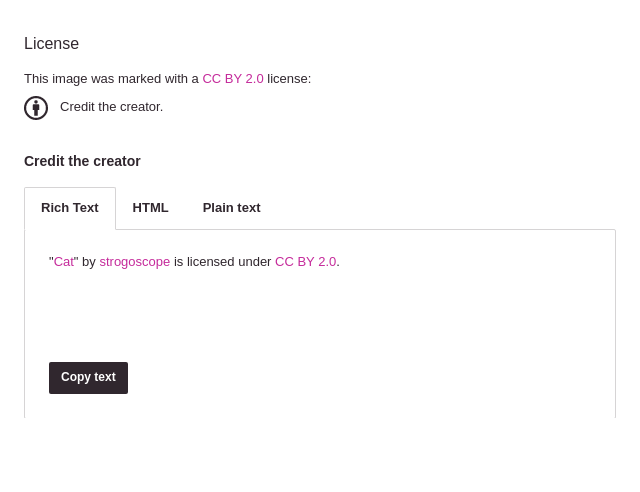 License
This image was marked with a CC BY 2.0 license:
Credit the creator.
Credit the creator
Rich Text HTML Plain text
"Cat" by strogoscope is licensed under CC BY 2.0.
Copy text